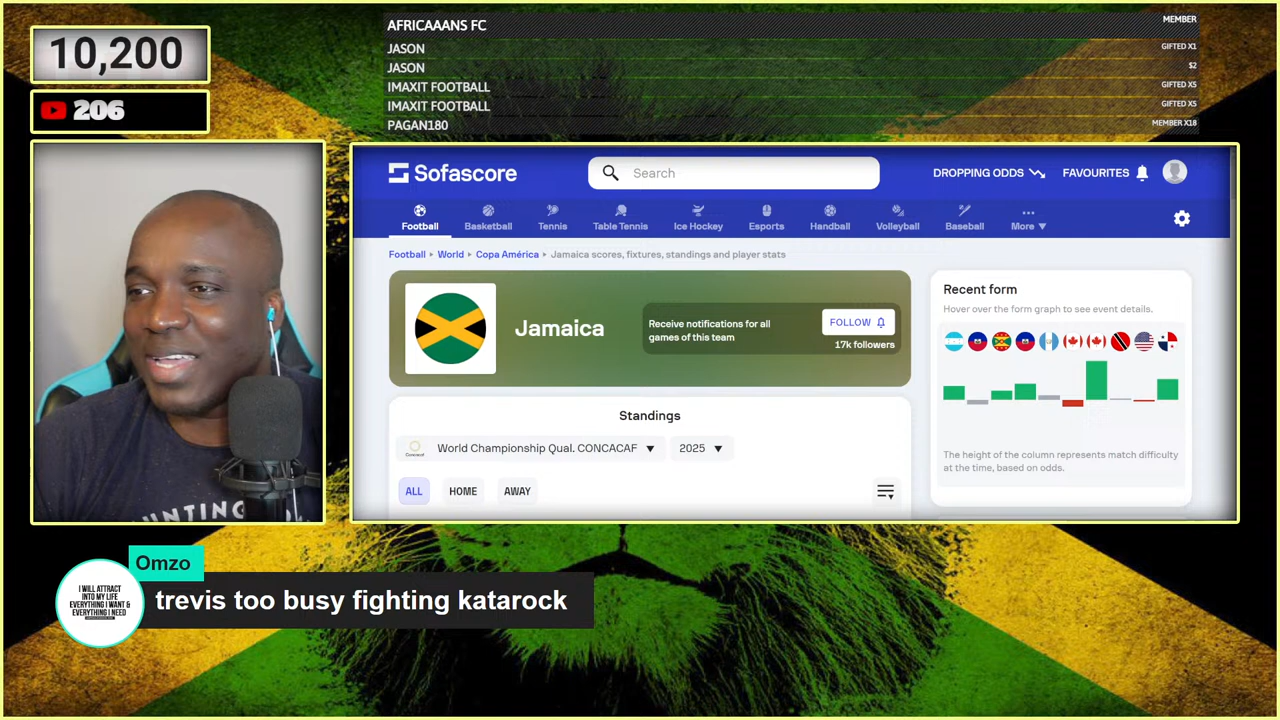 10,200
206
AFRICAAANS FC MEMBER
JASON GIFTED X1
JASON $2
IMAXIT FOOTBALL GIFTED X5
IMAXIT FOOTBALL GIFTED X5
PAGAN180 MEMBER X18
Sofascore Search DROPPING ODDS FAVOURITES
Football Basketball Tennis Table Tennis Ice Hockey Esports Handball Volleyball Baseball More
Football World Copa América Jamaica scores, fixtures, standings and player stats
Jamaica
Receive notifications for all
games of this team
FOLLOW
17k followers
Recent form
Hover over the form graph to see event details.
The height of the column represents match difficulty
at the time, based on odds.
Standings
World Championship Qual. CONCACAF 2025
ALL HOME AWAY
Omzo
I WILL ATTRACT
INTO MY LIFE
EVERYTHING I WANT &
EVERYTHING I NEED
trevis too busy fighting katarock